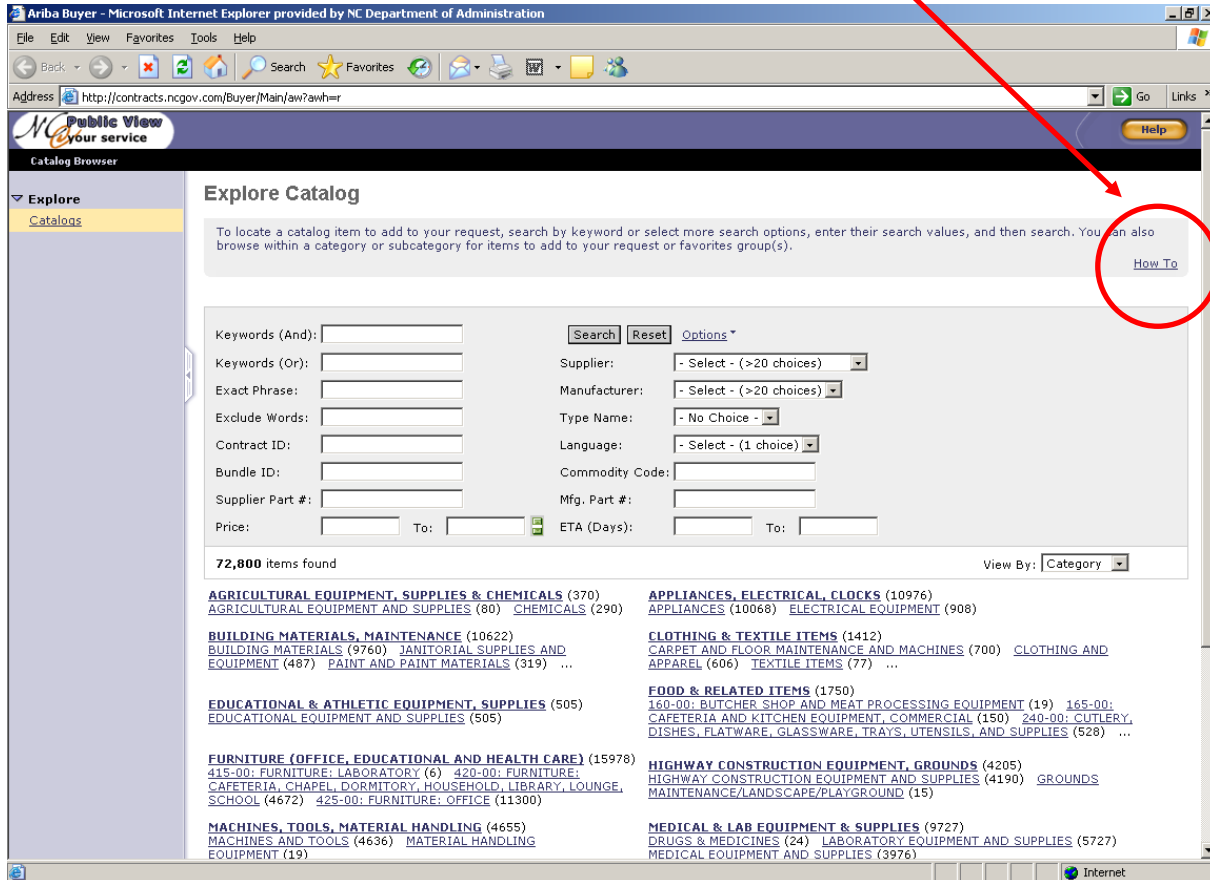 Ariba Buyer - Microsoft Internet Explorer provided by NC Department of Administration
File Edit View Favorites Tools Help
Back Search Favorites
Address http://contracts.ncgov.com/Buyer/Main/aw?awh=r Go Links »
NC Public View
@your service
Help
Catalog Browser
Explore
Catalogs
Explore Catalog
To locate a catalog item to add to your request, search by keyword or select more search options, enter their search values, and then search. You can also
browse within a category or subcategory for items to add to your request or favorites group(s).
How To
Keywords (And): Search Reset Options
Keywords (Or): Supplier: - Select - (>20 choices)
Exact Phrase: Manufacturer: - Select - (>20 choices)
Exclude Words: Type Name: - No Choice -
Contract ID: Language: - Select - (1 choice)
Bundle ID: Commodity Code:
Supplier Part #: Mfg. Part #:
Price: To: ETA (Days): To:
72,800 items found View By: Category
AGRICULTURAL EQUIPMENT, SUPPLIES & CHEMICALS (370)
AGRICULTURAL EQUIPMENT AND SUPPLIES (80) CHEMICALS (290)
APPLIANCES, ELECTRICAL, CLOCKS (10976)
APPLIANCES (10068) ELECTRICAL EQUIPMENT (908)
BUILDING MATERIALS, MAINTENANCE (10622)
BUILDING MATERIALS (9760) JANITORIAL SUPPLIES AND
EQUIPMENT (487) PAINT AND PAINT MATERIALS (319) ...
CLOTHING & TEXTILE ITEMS (1412)
CARPET AND FLOOR MAINTENANCE AND MACHINES (700) CLOTHING AND
APPAREL (606) TEXTILE ITEMS (77) ...
EDUCATIONAL & ATHLETIC EQUIPMENT, SUPPLIES (505)
EDUCATIONAL EQUIPMENT AND SUPPLIES (505)
FOOD & RELATED ITEMS (1750)
160-00: BUTCHER SHOP AND MEAT PROCESSING EQUIPMENT (19) 165-00:
CAFETERIA AND KITCHEN EQUIPMENT, COMMERCIAL (150) 240-00: CUTLERY,
DISHES, FLATWARE, GLASSWARE, TRAYS, UTENSILS, AND SUPPLIES (528) ...
FURNITURE (OFFICE, EDUCATIONAL AND HEALTH CARE) (15978)
415-00: FURNITURE: LABORATORY (6) 420-00: FURNITURE:
CAFETERIA, CHAPEL, DORMITORY, HOUSEHOLD, LIBRARY, LOUNGE,
SCHOOL (4672) 425-00: FURNITURE: OFFICE (11300)
HIGHWAY CONSTRUCTION EQUIPMENT, GROUNDS (4205)
HIGHWAY CONSTRUCTION EQUIPMENT AND SUPPLIES (4190) GROUNDS
MAINTENANCE/LANDSCAPE/PLAYGROUND (15)
MACHINES, TOOLS, MATERIAL HANDLING (4655)
MACHINES AND TOOLS (4636) MATERIAL HANDLING
EQUIPMENT (19)
MEDICAL & LAB EQUIPMENT & SUPPLIES (9727)
DRUGS & MEDICINES (24) LABORATORY EQUIPMENT AND SUPPLIES (5727)
MEDICAL EQUIPMENT AND SUPPLIES (3976)
Internet